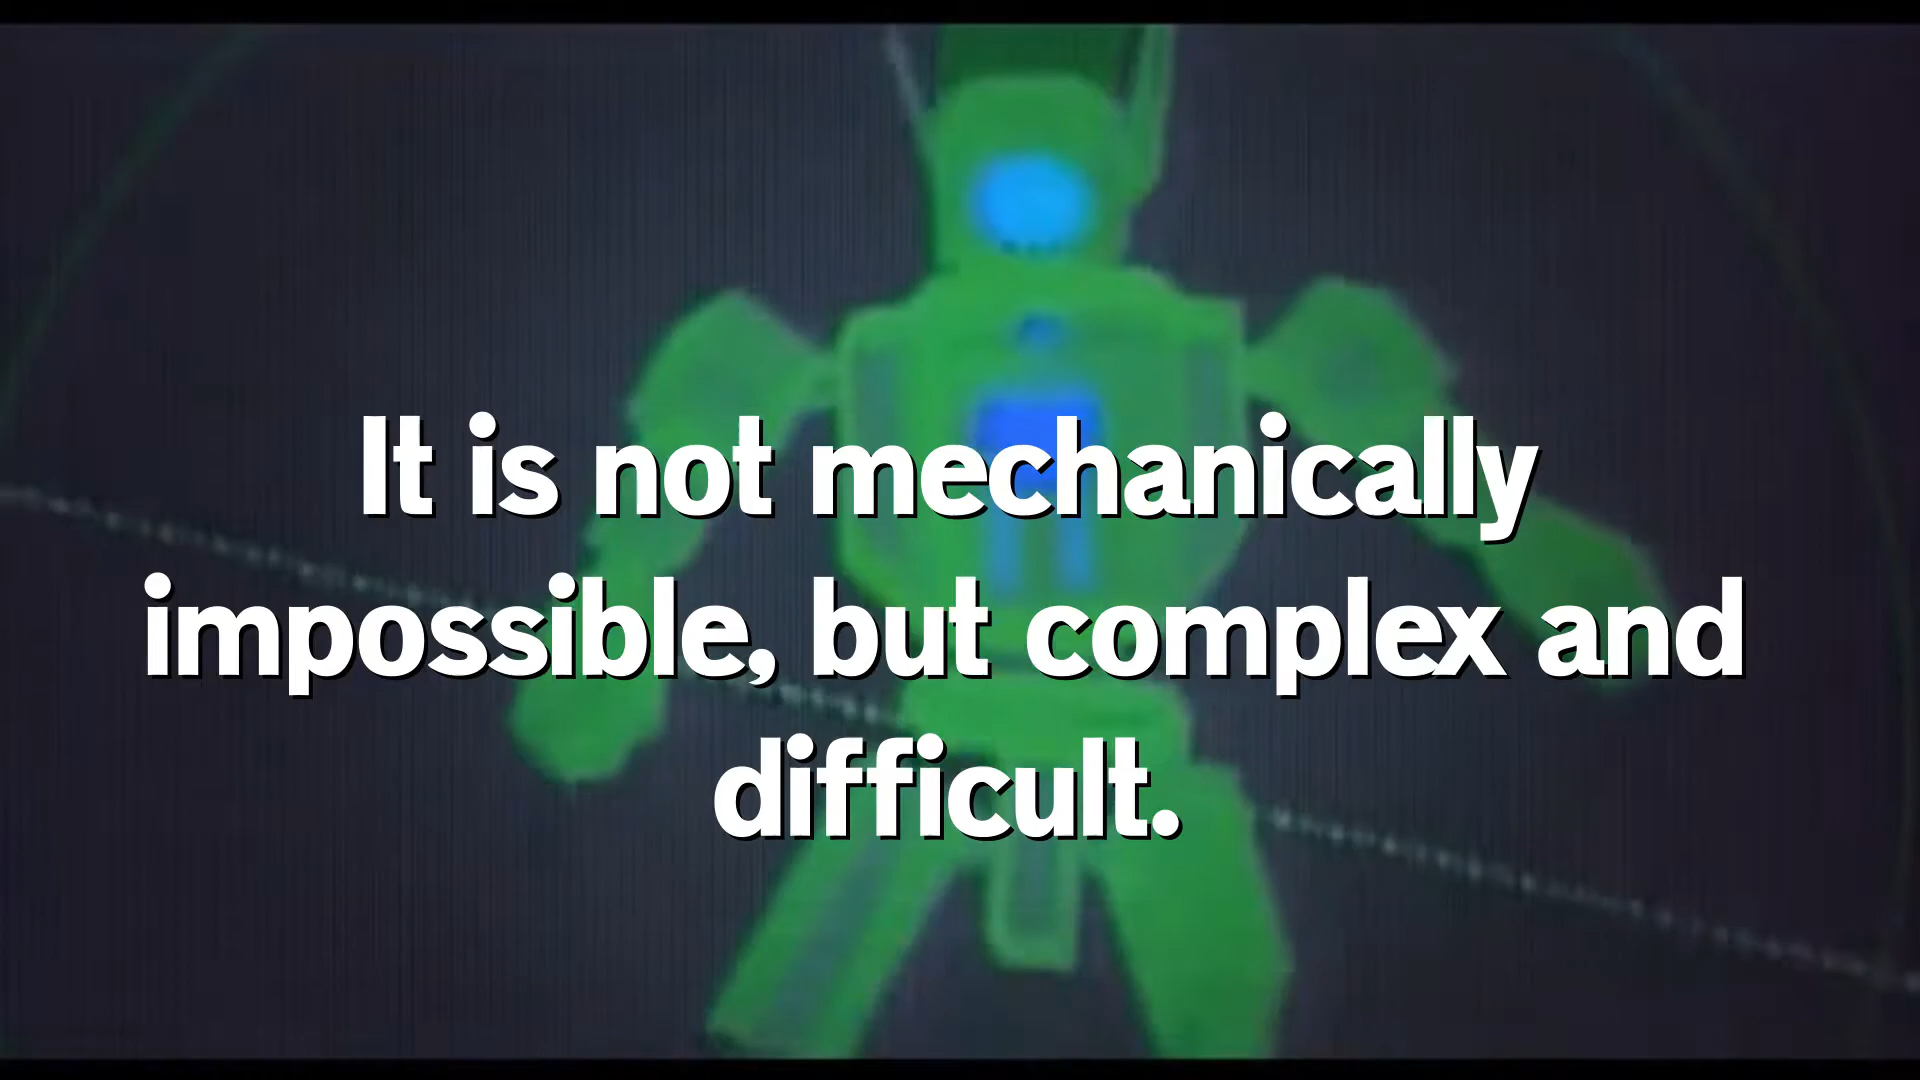 It is not mechanically
impossible, but complex and
difficult.